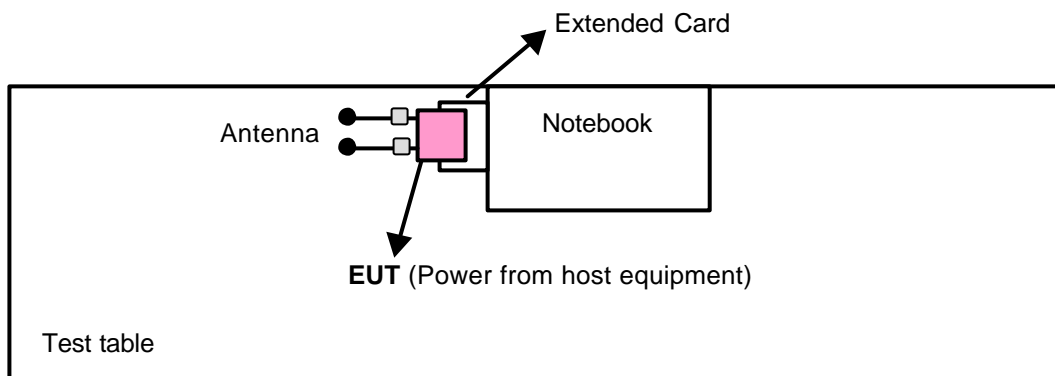 Extended Card
Antenna
Notebook
EUT (Power from host equipment)
Test table